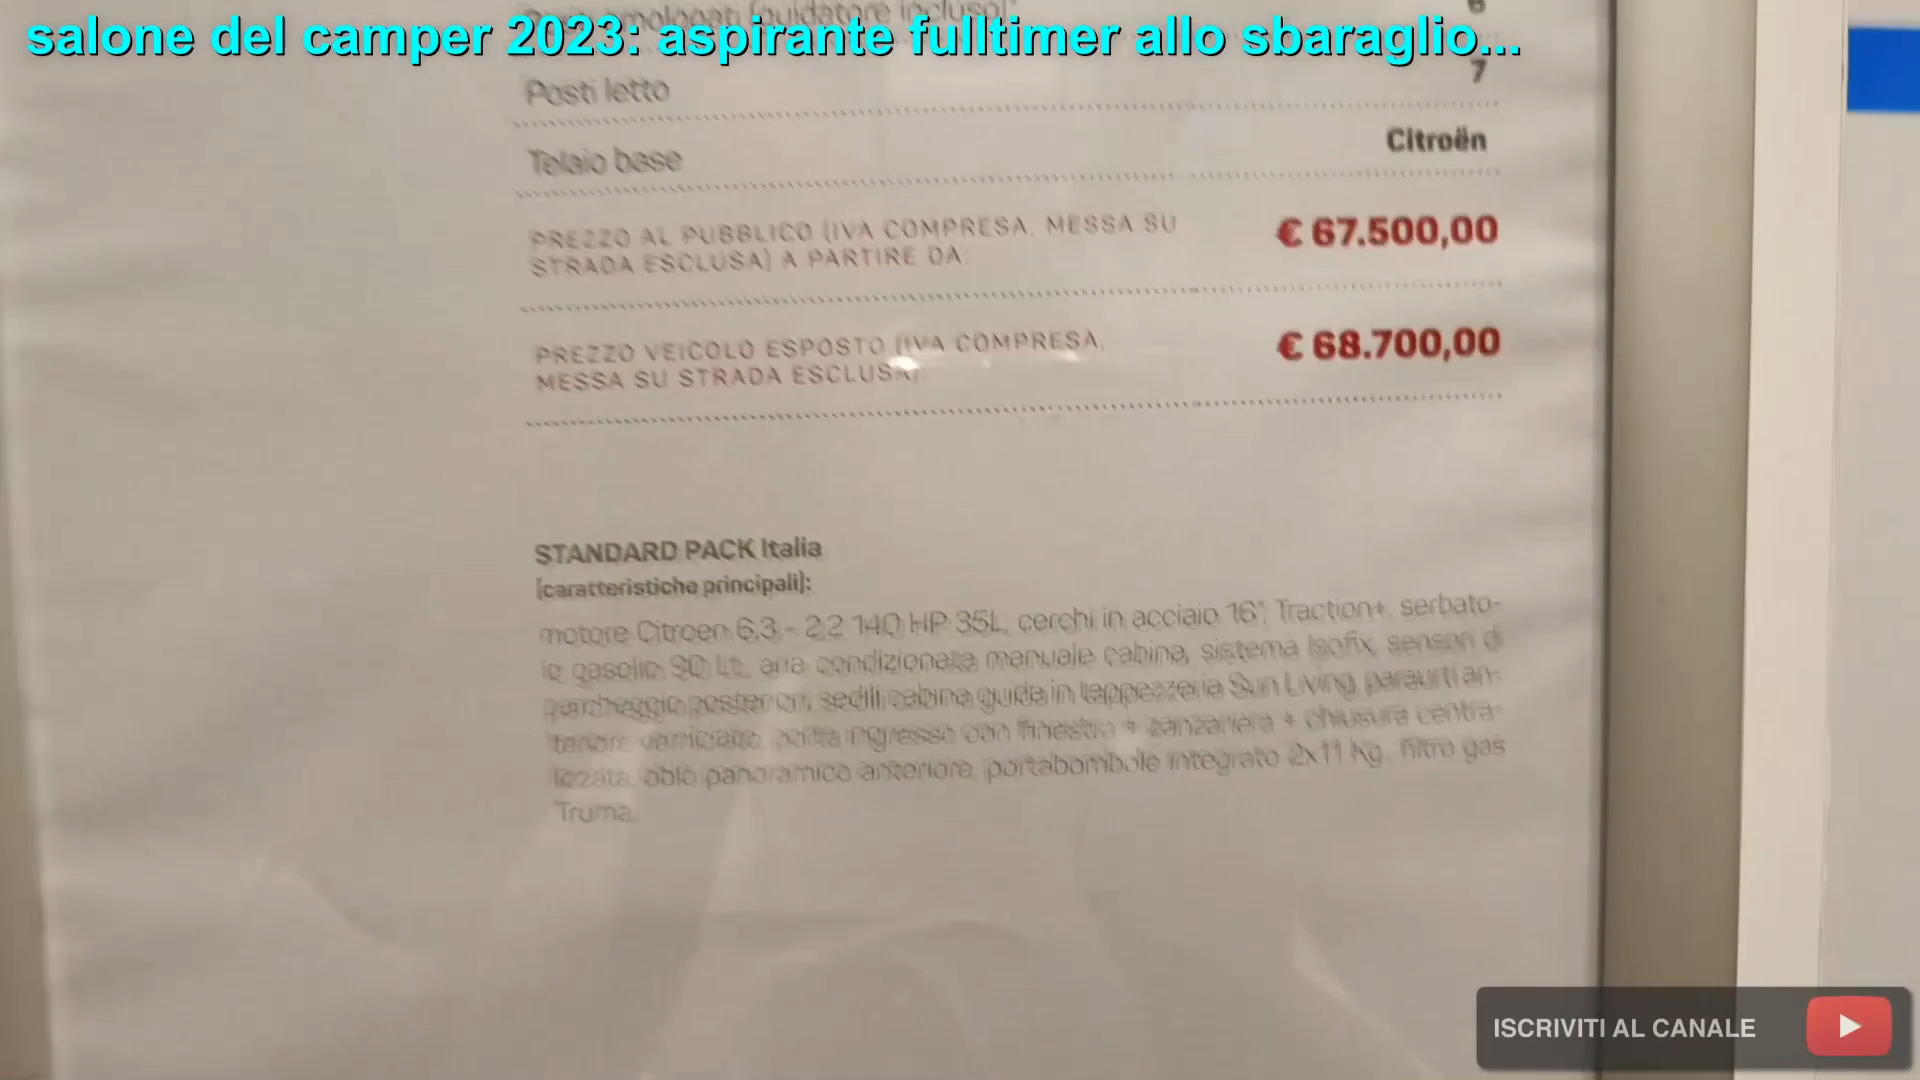 salone del camper 2023: aspirante fulltimer allo sbaraglio...
omologati (guidatore incluso) 6
Posti letto 7
Telaio base Citroën
PREZZO AL PUBBLICO (IVA COMPRESA, MESSA SU
STRADA ESCLUSA) A PARTIRE DA: € 67.500,00
PREZZO VEICOLO ESPOSTO (IVA COMPRESA,
MESSA SU STRADA ESCLUSA): € 68.700,00
STANDARD PACK Italia
(caratteristiche principali):
motore Citroen 6,3 - 2.2 140 HP 35L, cerchi in acciaio 16", Traction+, serbato-
io gasolio 90 Lt., aria condizionata manuale cabina, sistema Isofix, sensori di
parcheggio posteriori, sedili cabina guida in tappezzeria Sun Living, paraurti an-
teriore verniciato, porta ingresso con finestra + zanzariera + chiusura centra-
lizzata, oblò panoramico anteriore, portabombole integrato 2x11 Kg., filtro gas
Truma.
ISCRIVITI AL CANALE